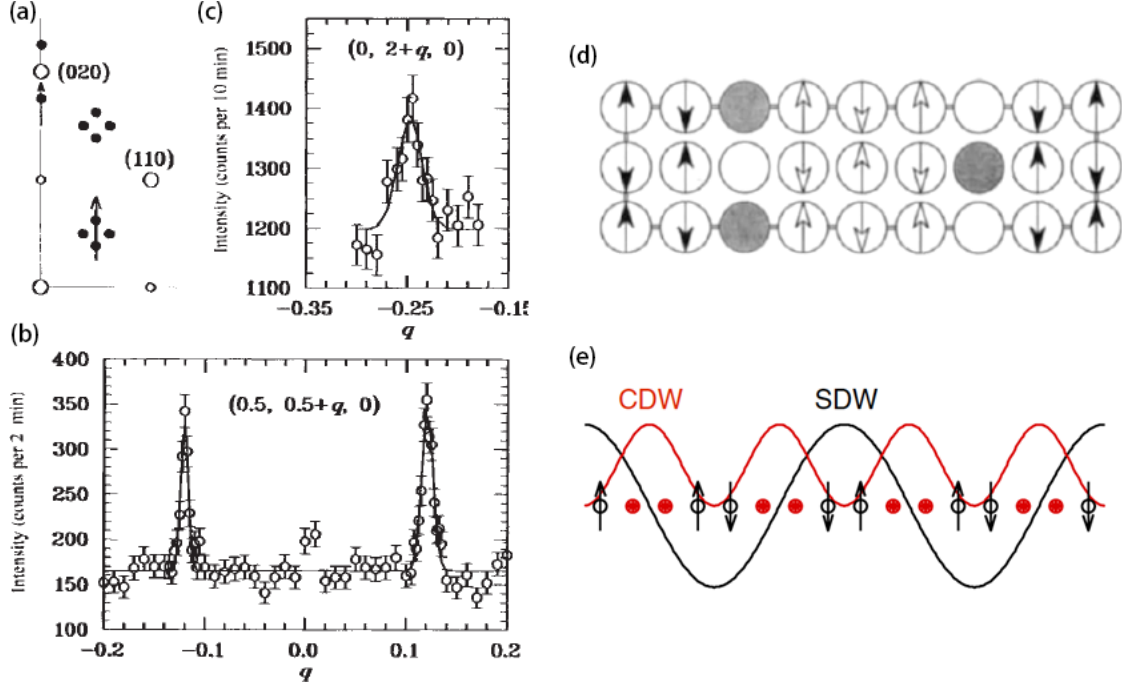 (a)
(020)
(110)
(c)
Intensity (counts per 10 min)
1500
1400
1300
1200
1100
(0, 2+q, 0)
−0.35
−0.25
−0.15
q
(d)
(b)
Intensity (counts per 2 min)
400
350
300
250
200
150
100
(0.5, 0.5+q, 0)
−0.2
−0.1
0.0
0.1
0.2
q
(e)
CDW
SDW